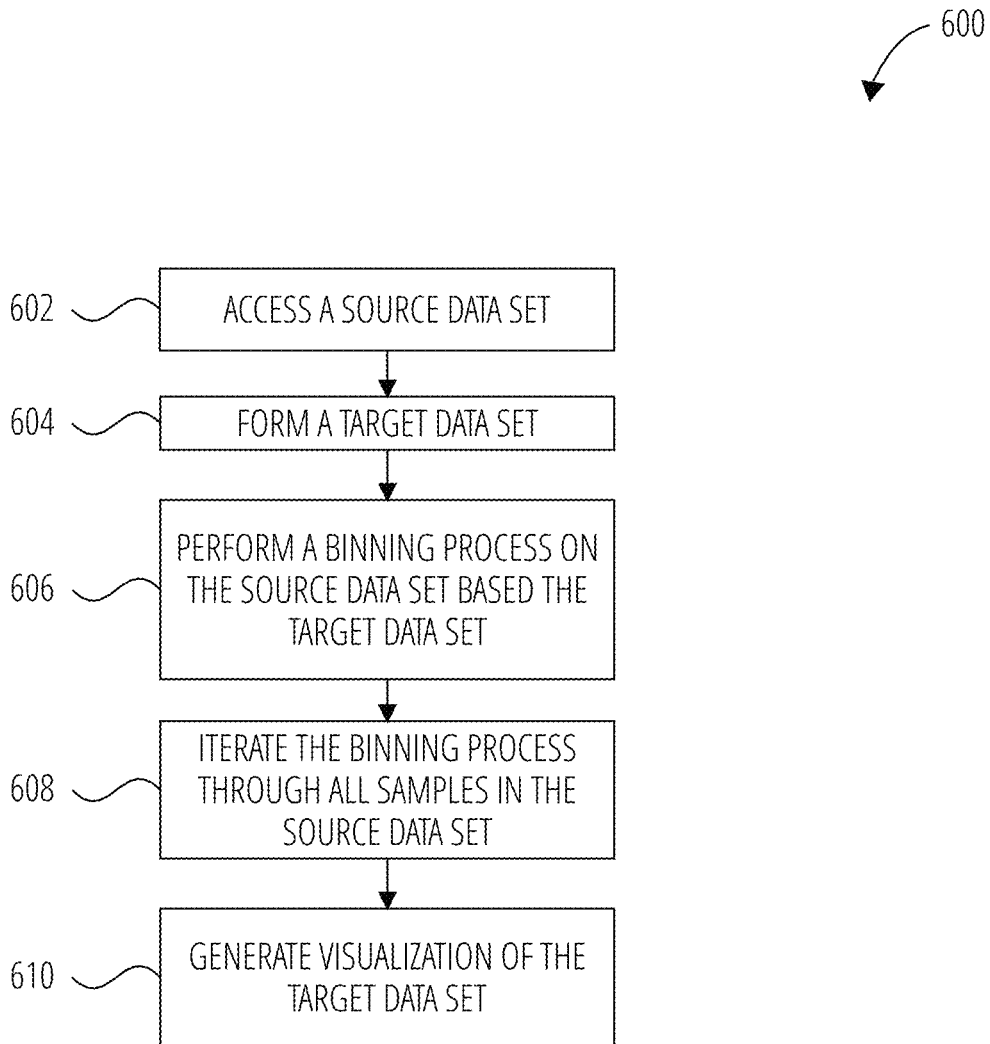 600
602
ACCESS A SOURCE DATA SET
604
FORM A TARGET DATA SET
606
PERFORM A BINNING PROCESS ON
THE SOURCE DATA SET BASED THE
TARGET DATA SET
608
ITERATE THE BINNING PROCESS
THROUGH ALL SAMPLES IN THE
SOURCE DATA SET
610
GENERATE VISUALIZATION OF THE
TARGET DATA SET